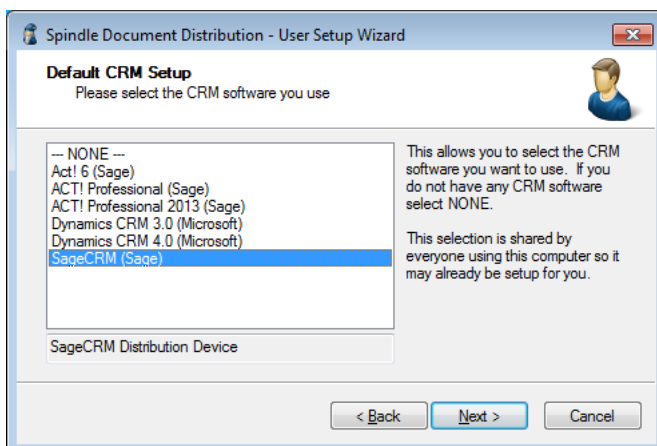 Spindle Document Distribution - User Setup Wizard
Default CRM Setup
Please select the CRM software you use
--- NONE ---
Act! 6 (Sage)
ACT! Professional (Sage)
ACT! Professional 2013 (Sage)
Dynamics CRM 3.0 (Microsoft)
Dynamics CRM 4.0 (Microsoft)
SageCRM (Sage)
SageCRM Distribution Device
This allows you to select the CRM
software you want to use. If you
do not have any CRM software
select NONE.
This selection is shared by
everyone using this computer so it
may already be setup for you.
< Back
Next >
Cancel